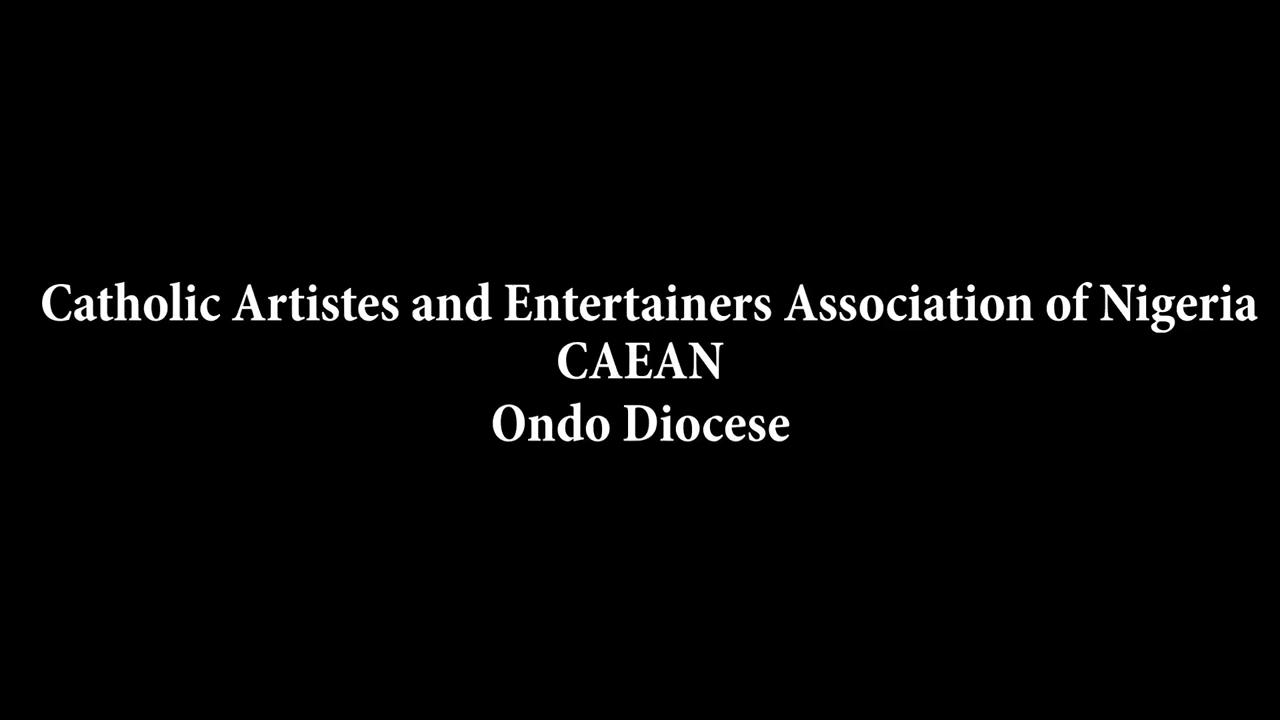 Catholic Artistes and Entertainers Association of Nigeria
CAEAN
Ondo Diocese